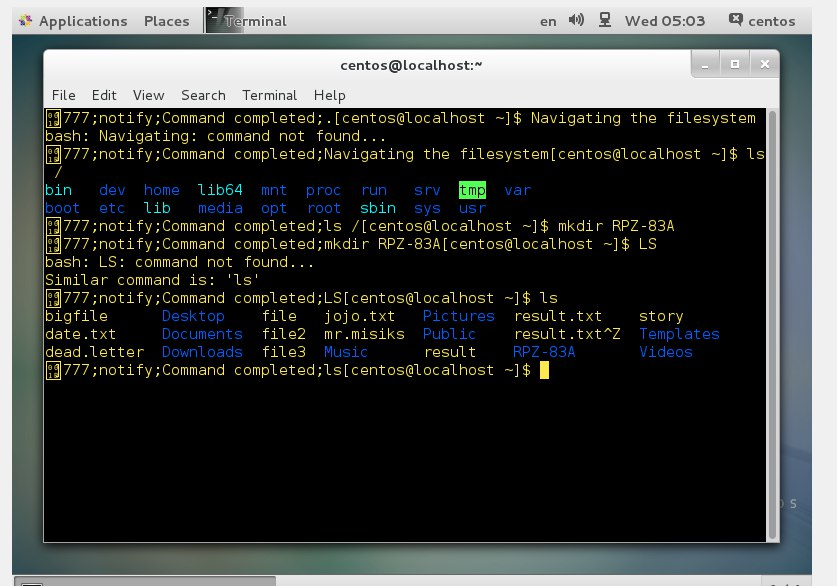 Applications Places Terminal en Wed 05:03 centos
centos@localhost:~
File Edit View Search Terminal Help
777;notify;Command completed;.[centos@localhost ~]$ Navigating the filesystem
bash: Navigating: command not found...
777;notify;Command completed;Navigating the filesystem[centos@localhost ~]$ ls
/
bin dev home lib64 mnt proc run srv tmp var
boot etc lib media opt root sbin sys usr
777;notify;Command completed;ls /[centos@localhost ~]$ mkdir RPZ-83A
777;notify;Command completed;mkdir RPZ-83A[centos@localhost ~]$ LS
bash: LS: command not found...
Similar command is: 'ls'
777;notify;Command completed;LS[centos@localhost ~]$ ls
bigfile Desktop file jojo.txt Pictures result.txt story
date.txt Documents file2 mr.misiks Public result.txt^Z Templates
dead.letter Downloads file3 Music result RPZ-83A Videos
777;notify;Command completed;ls[centos@localhost ~]$